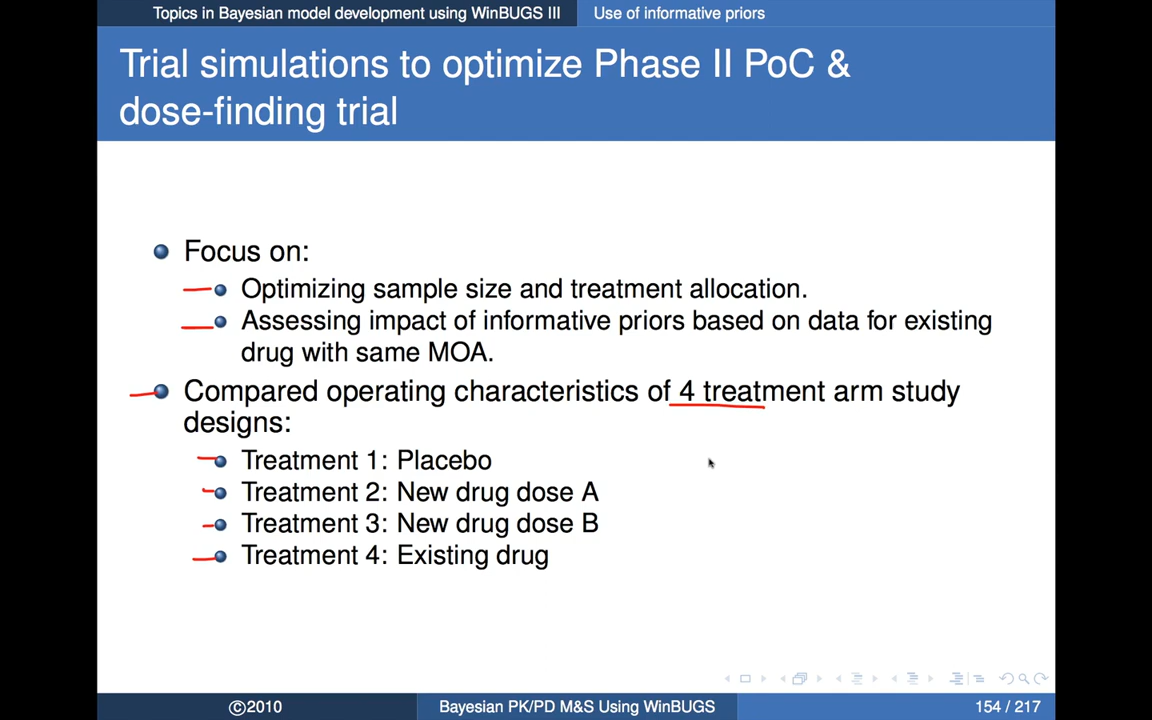 Topics in Bayesian model development using WinBUGS III Use of informative priors
Trial simulations to optimize Phase II PoC &
dose-finding trial
Focus on:
Optimizing sample size and treatment allocation.
Assessing impact of informative priors based on data for existing
drug with same MOA.
Compared operating characteristics of 4 treatment arm study
designs:
Treatment 1: Placebo
Treatment 2: New drug dose A
Treatment 3: New drug dose B
Treatment 4: Existing drug
©2010 Bayesian PK/PD M&S Using WinBUGS 154 / 217